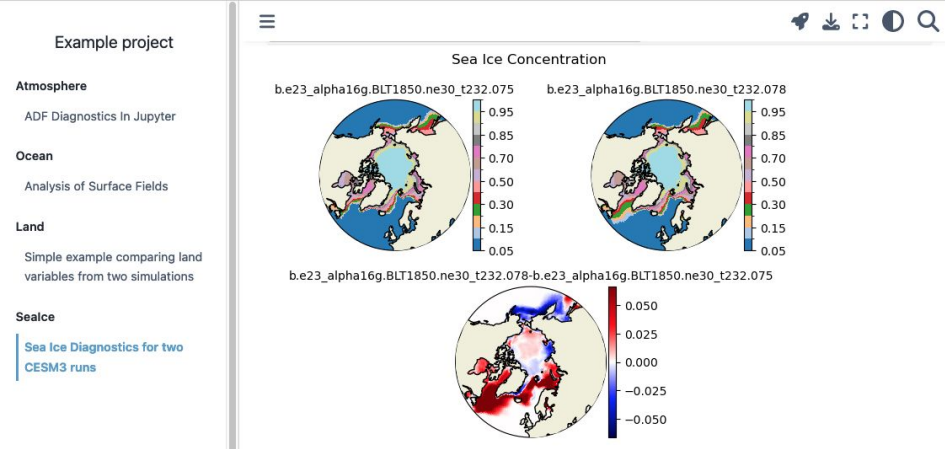 Example project
Atmosphere
ADF Diagnostics In Jupyter
Ocean
Analysis of Surface Fields
Land
Simple example comparing land
variables from two simulations
SeaIce
Sea Ice Diagnostics for two
CESM3 runs
Sea Ice Concentration
b.e23_alpha16g.BLT1850.ne30_t232.075
0.95
0.85
0.70
0.50
0.30
0.15
0.05
b.e23_alpha16g.BLT1850.ne30_t232.078
0.95
0.85
0.70
0.50
0.30
0.15
0.05
b.e23_alpha16g.BLT1850.ne30_t232.078-b.e23_alpha16g.BLT1850.ne30_t232.075
0.050
0.025
0.000
−0.025
−0.050